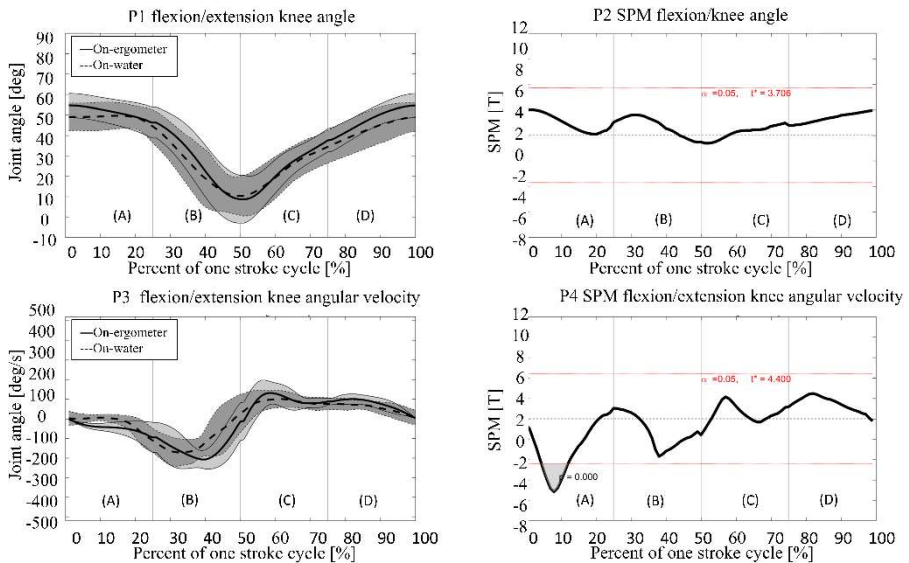 P1 flexion/extension knee angle
Joint angle [deg]
90
80
70
60
50
40
30
20
10
0
-10
On-ergometer
On-water
(A) (B) (C) (D)
0 10 20 30 40 50 60 70 80 90 100
Percent of one stroke cycle [%]
P2 SPM flexion/knee angle
SPM [T]
12
10
8
6
4
2
0
-2
-4
-6
-8
α =0.05, t* = 3.706
(A) (B) (C) (D)
0 10 20 30 40 50 60 70 80 90 100
Percent of one stroke cycle [%]
P3 flexion/extension knee angular velocity
Joint angle [deg/s]
500
400
300
200
100
0
-100
-200
-300
-400
-500
On-ergometer
On-water
(A) (B) (C) (D)
0 10 20 30 40 50 60 70 80 90 100
Percent of one stroke cycle [%]
P4 SPM flexion/extension knee angular velocity
SPM [T]
12
10
8
6
4
2
0
-2
-4
-6
-8
α =0.05, t* = 4.400
p = 0.000
(A) (B) (C) (D)
0 10 20 30 40 50 60 70 80 90 100
Percent of one stroke cycle [%]